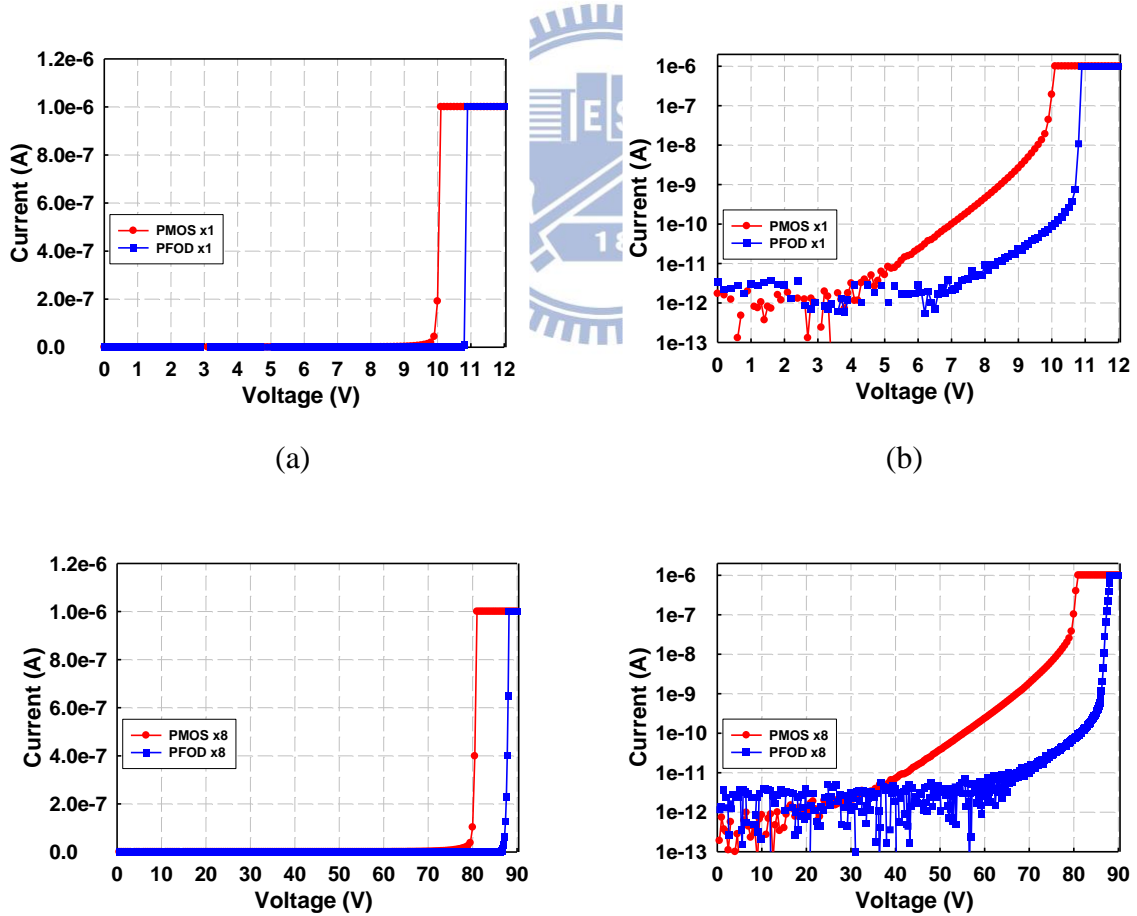 1.2e-6
1.0e-6
8.0e-7
6.0e-7
4.0e-7
2.0e-7
0.0
Current (A)
PMOS x1
PFOD x1
0 1 2 3 4 5 6 7 8 9 10 11 12
Voltage (V)
(a)
ES
18
1e-6
1e-7
1e-8
1e-9
1e-10
1e-11
1e-12
1e-13
Current (A)
PMOS x1
PFOD x1
0 1 2 3 4 5 6 7 8 9 10 11 12
Voltage (V)
(b)
1.2e-6
1.0e-6
8.0e-7
6.0e-7
4.0e-7
2.0e-7
0.0
Current (A)
PMOS x8
PFOD x8
0 10 20 30 40 50 60 70 80 90
Voltage (V)
1e-6
1e-7
1e-8
1e-9
1e-10
1e-11
1e-12
1e-13
Current (A)
PMOS x8
PFOD x8
0 10 20 30 40 50 60 70 80 90
Voltage (V)